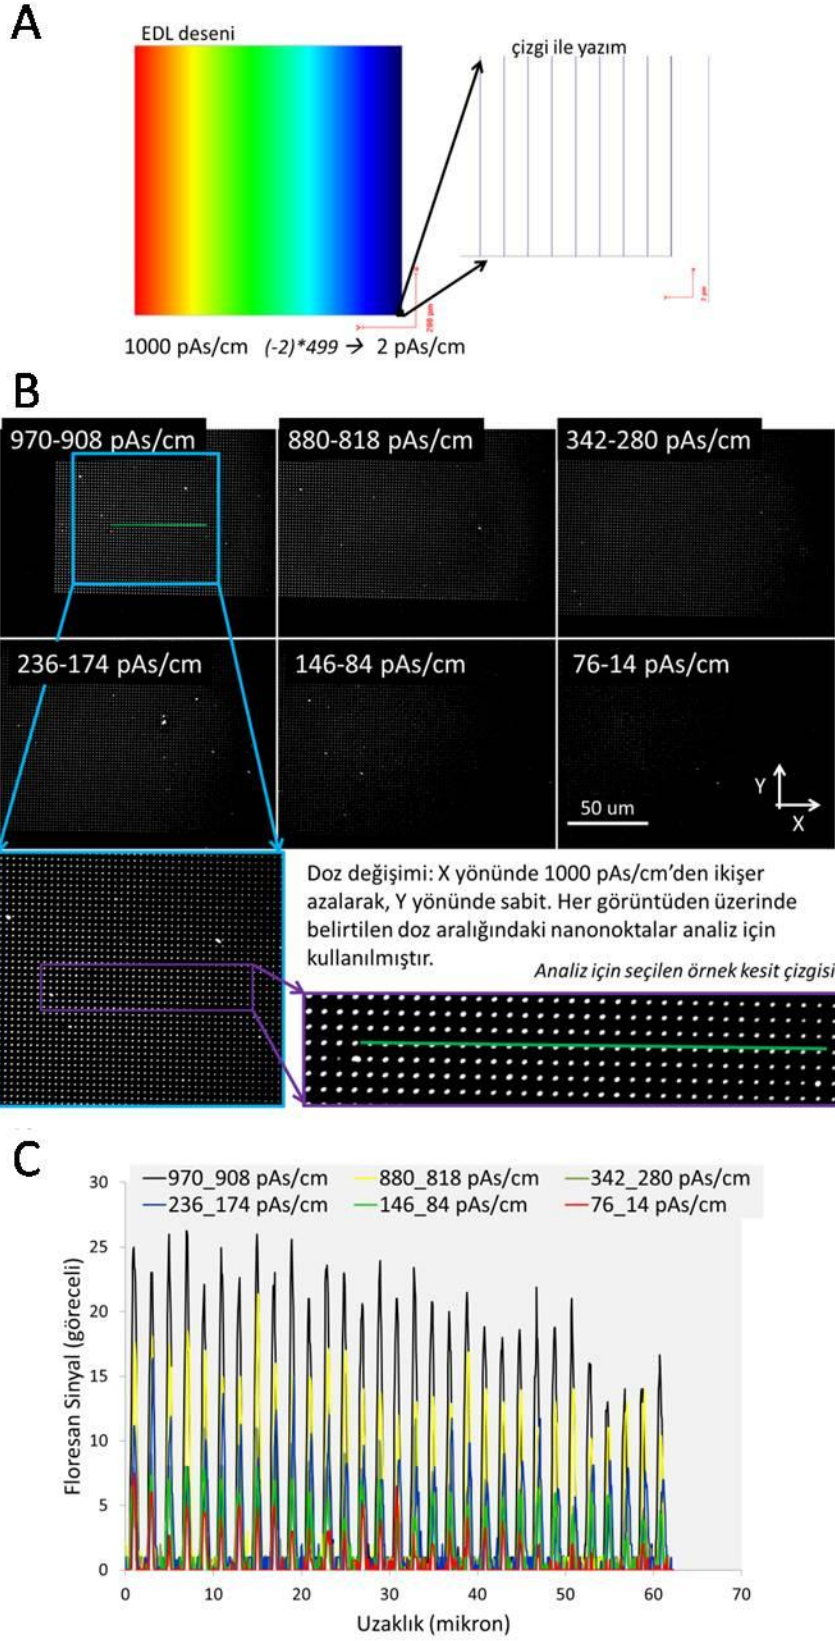 A
EDL deseni
çizgi ile yazım
200 µm
1000 pAs/cm (-2)*499 → 2 pAs/cm
B
970-908 pAs/cm
880-818 pAs/cm
342-280 pAs/cm
236-174 pAs/cm
146-84 pAs/cm
76-14 pAs/cm
Y
X
50 um
Doz değişimi: X yönünde 1000 pAs/cm’den ikişer
azalarak, Y yönünde sabit. Her görüntüden üzerinde
belirtilen doz aralığındaki nanonoktalar analiz için
kullanılmıştır.
Analiz için seçilen örnek kesit çizgisi
C
970_908 pAs/cm 880_818 pAs/cm 342_280 pAs/cm
236_174 pAs/cm 146_84 pAs/cm 76_14 pAs/cm
Floresan Sinyal (göreceli)
30
25
20
15
10
5
0
0 10 20 30 40 50 60 70
Uzaklık (mikron)